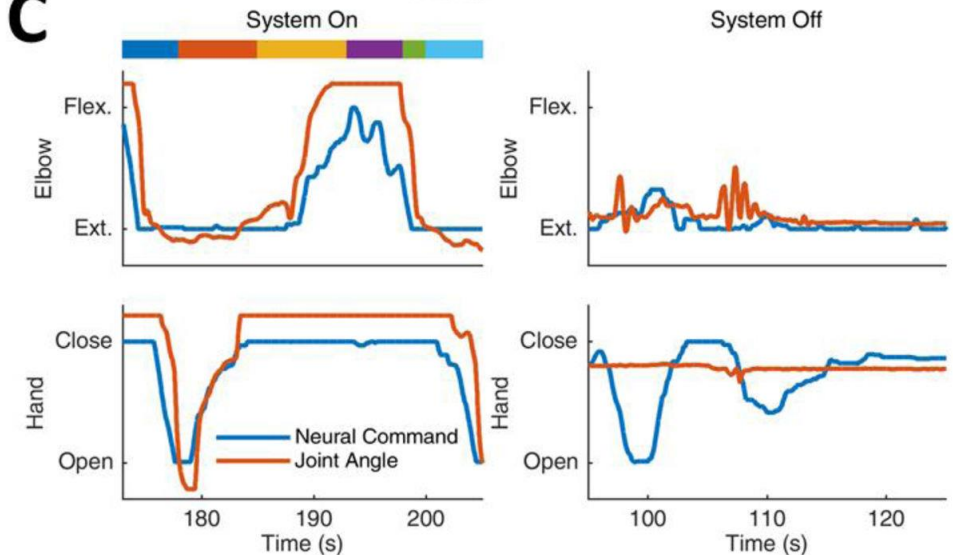 C
System On
System Off
Elbow
Flex.
Ext.
Elbow
Flex.
Ext.
Hand
Close
Open
Neural Command
Joint Angle
180 190 200
Time (s)
Hand
Close
Open
100 110 120
Time (s)